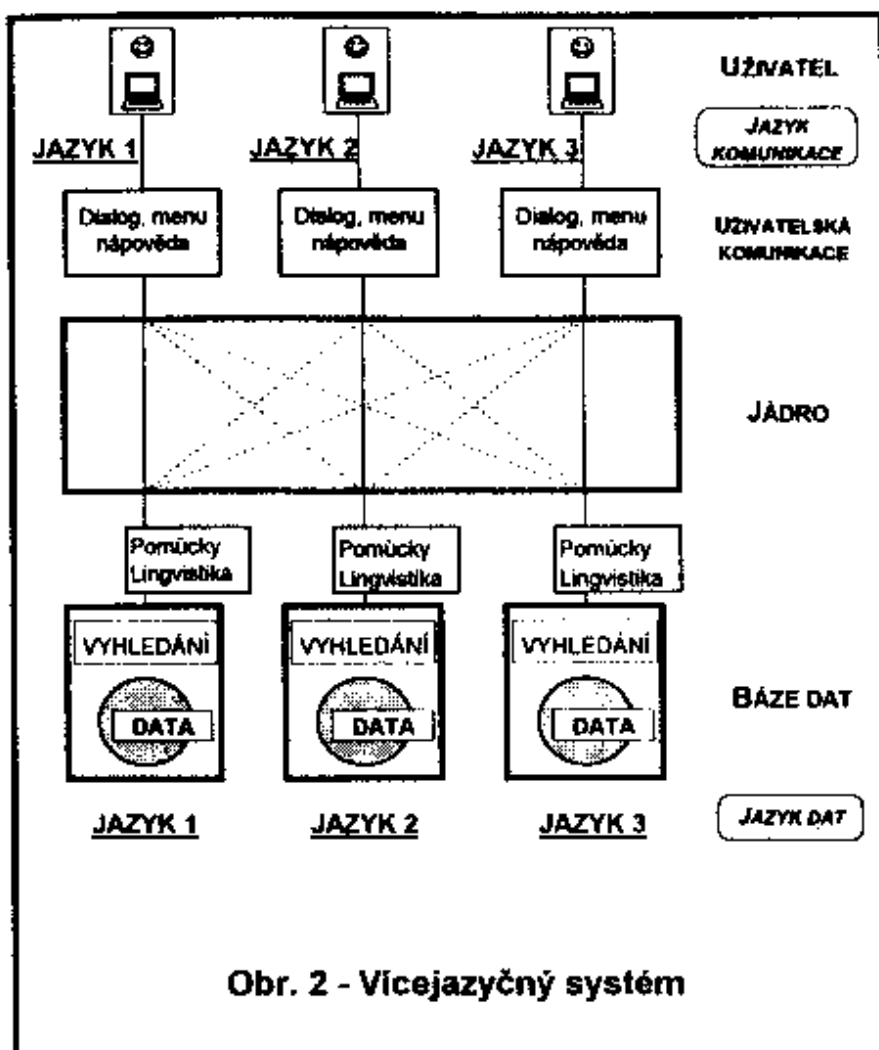 UŽIVATEL
JAZYK
KOMUNIKACE
JAZYK 1 JAZYK 2 JAZYK 3
Dialog, menu
nápověda
Dialog, menu
nápověda
Dialog, menu
nápověda
UŽIVATELSKÁ
KOMUNIKACE
JÁDRO
Pomůcky
Lingvistika
Pomůcky
Lingvistika
Pomůcky
Lingvistika
VYHLEDÁNÍ VYHLEDÁNÍ VYHLEDÁNÍ
DATA DATA DATA
BÁZE DAT
JAZYK 1 JAZYK 2 JAZYK 3
JAZYK DAT
Obr. 2 - Vícejazyčný systém